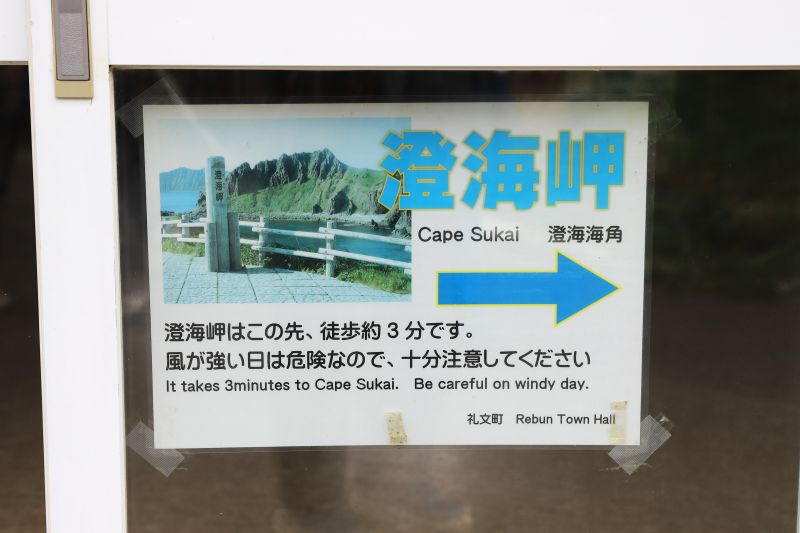 澄海岬
澄海岬
Cape Sukai 澄海海角
澄海岬はこの先、徒歩約3分です。
風が強い日は危険なので、十分注意してください
It takes 3minutes to Cape Sukai. Be careful on windy day.
礼文町 Rebun Town Hall